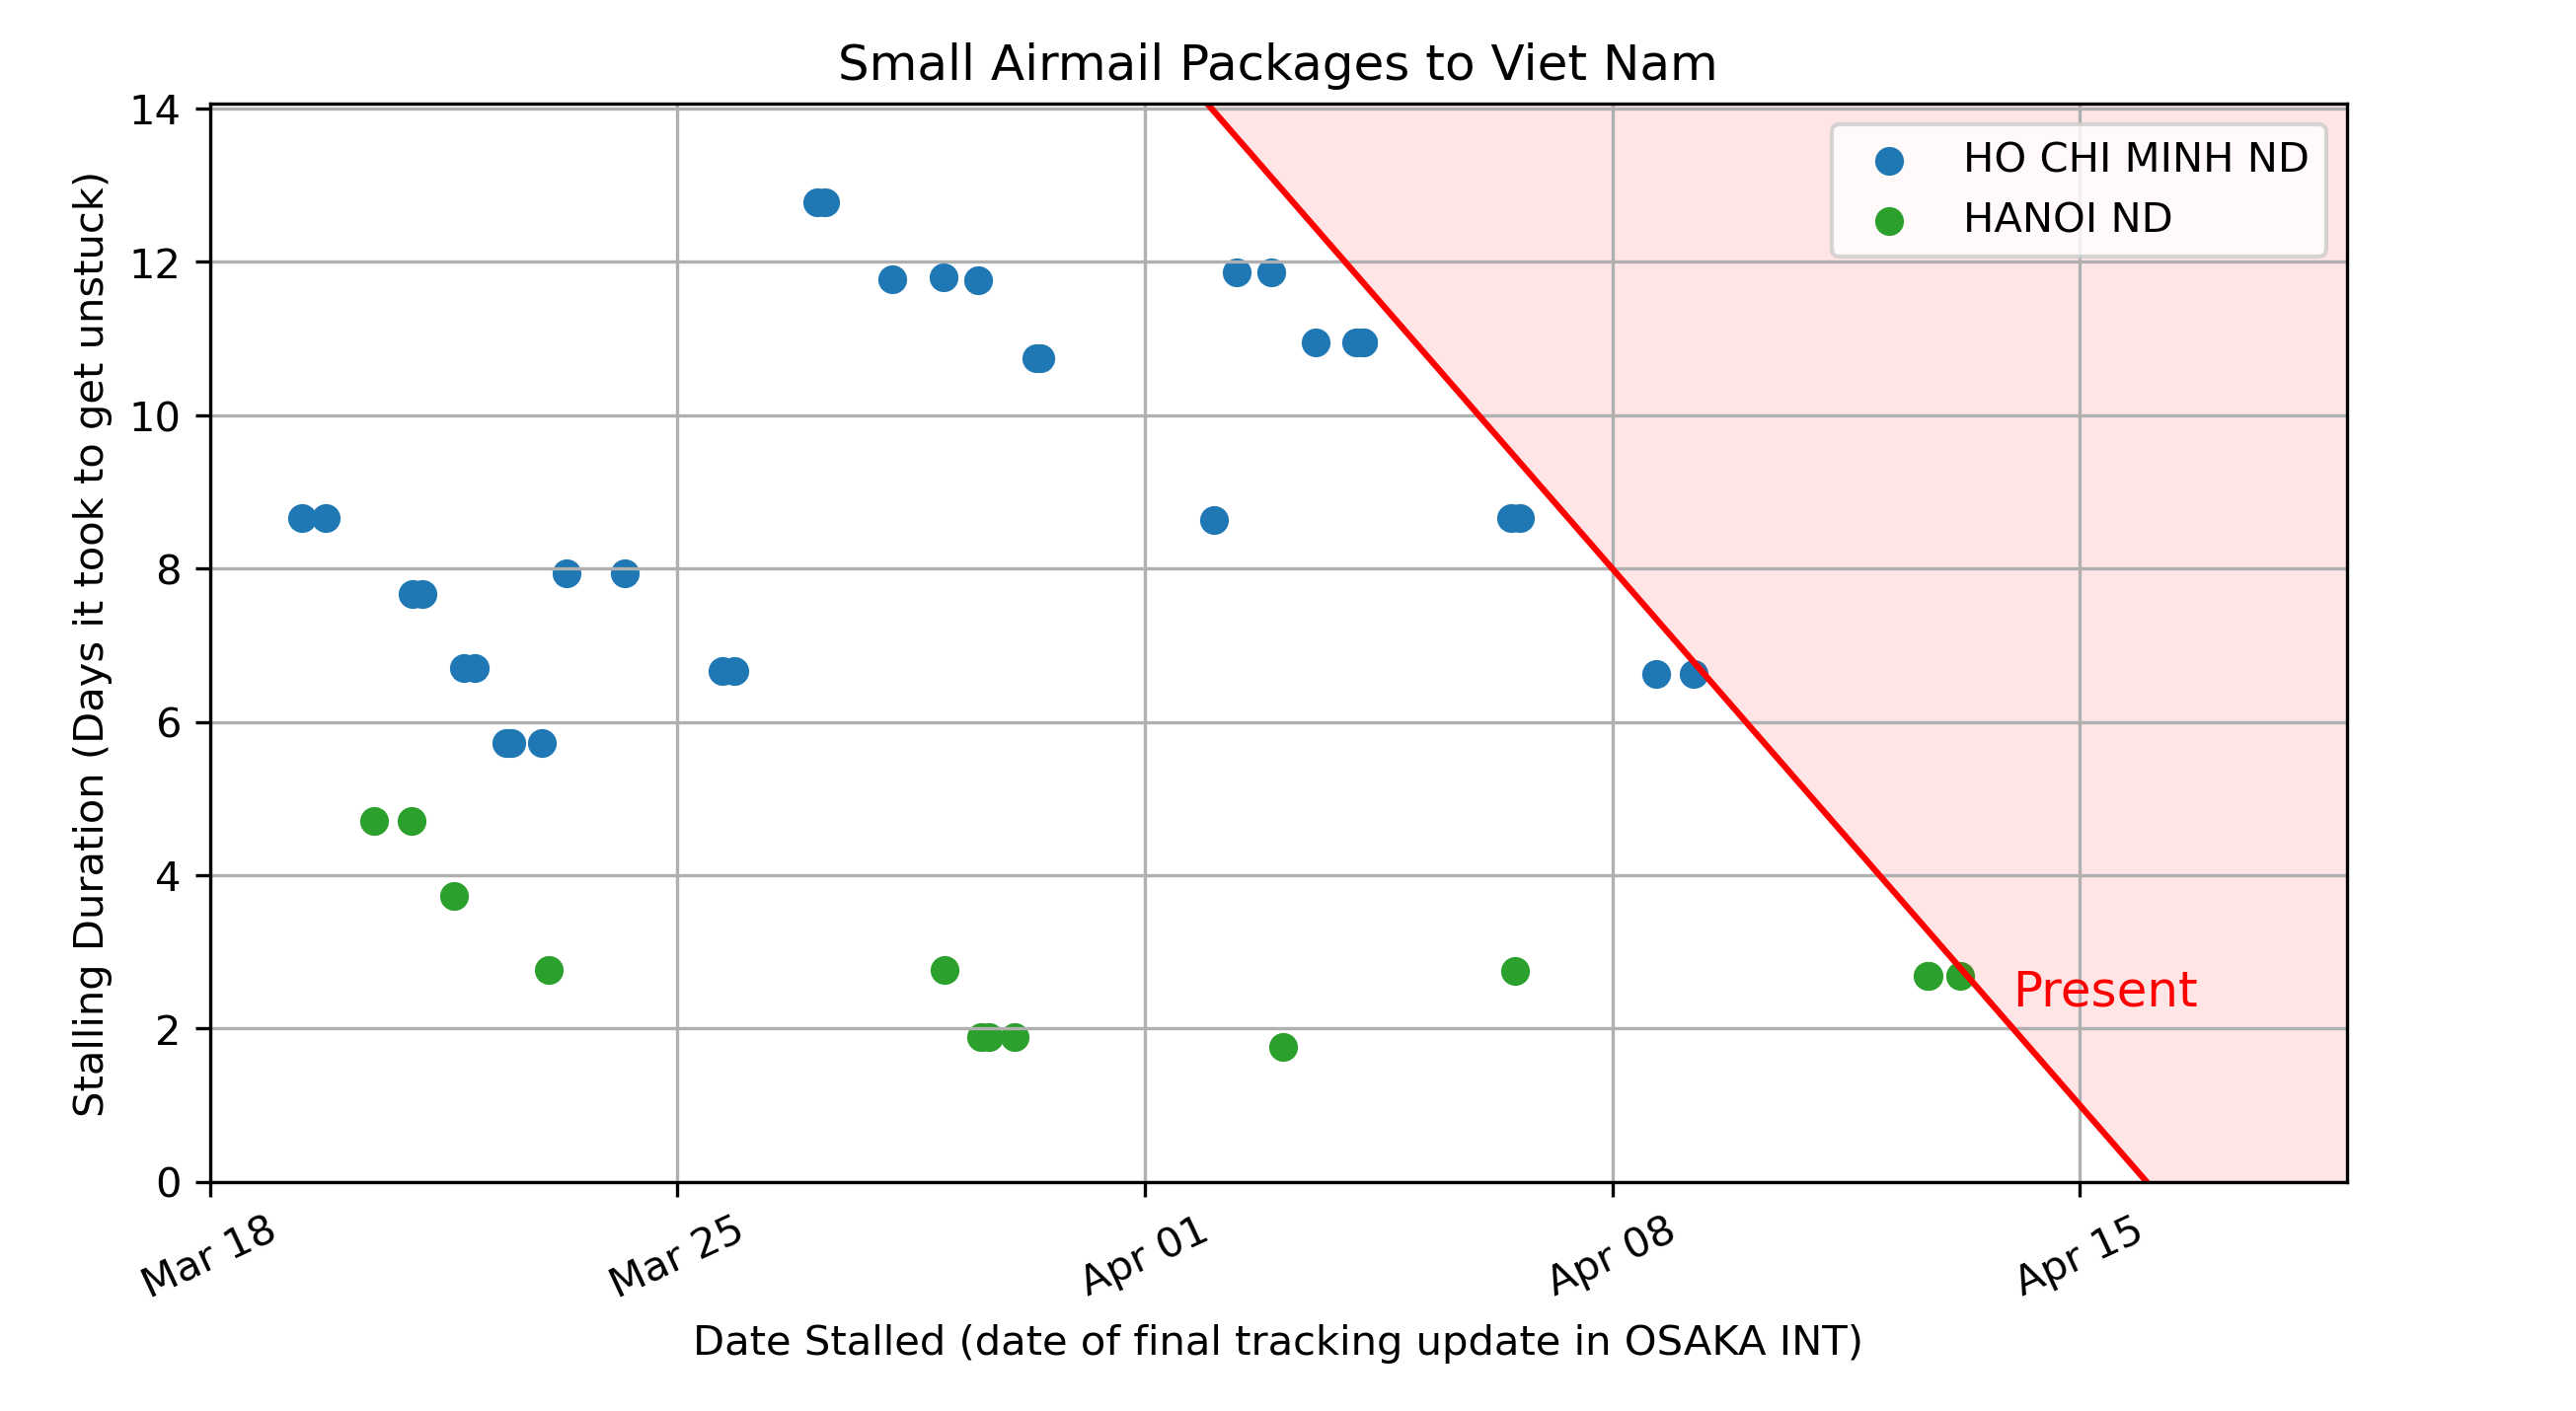 Small Airmail Packages to Viet Nam
Stalling Duration (Days it took to get unstuck)
14
12
10
8
6
4
2
0
HO CHI MINH ND
HANOI ND
Present
Mar 18
Mar 25
Apr 01
Apr 08
Apr 15
Date Stalled (date of final tracking update in OSAKA INT)